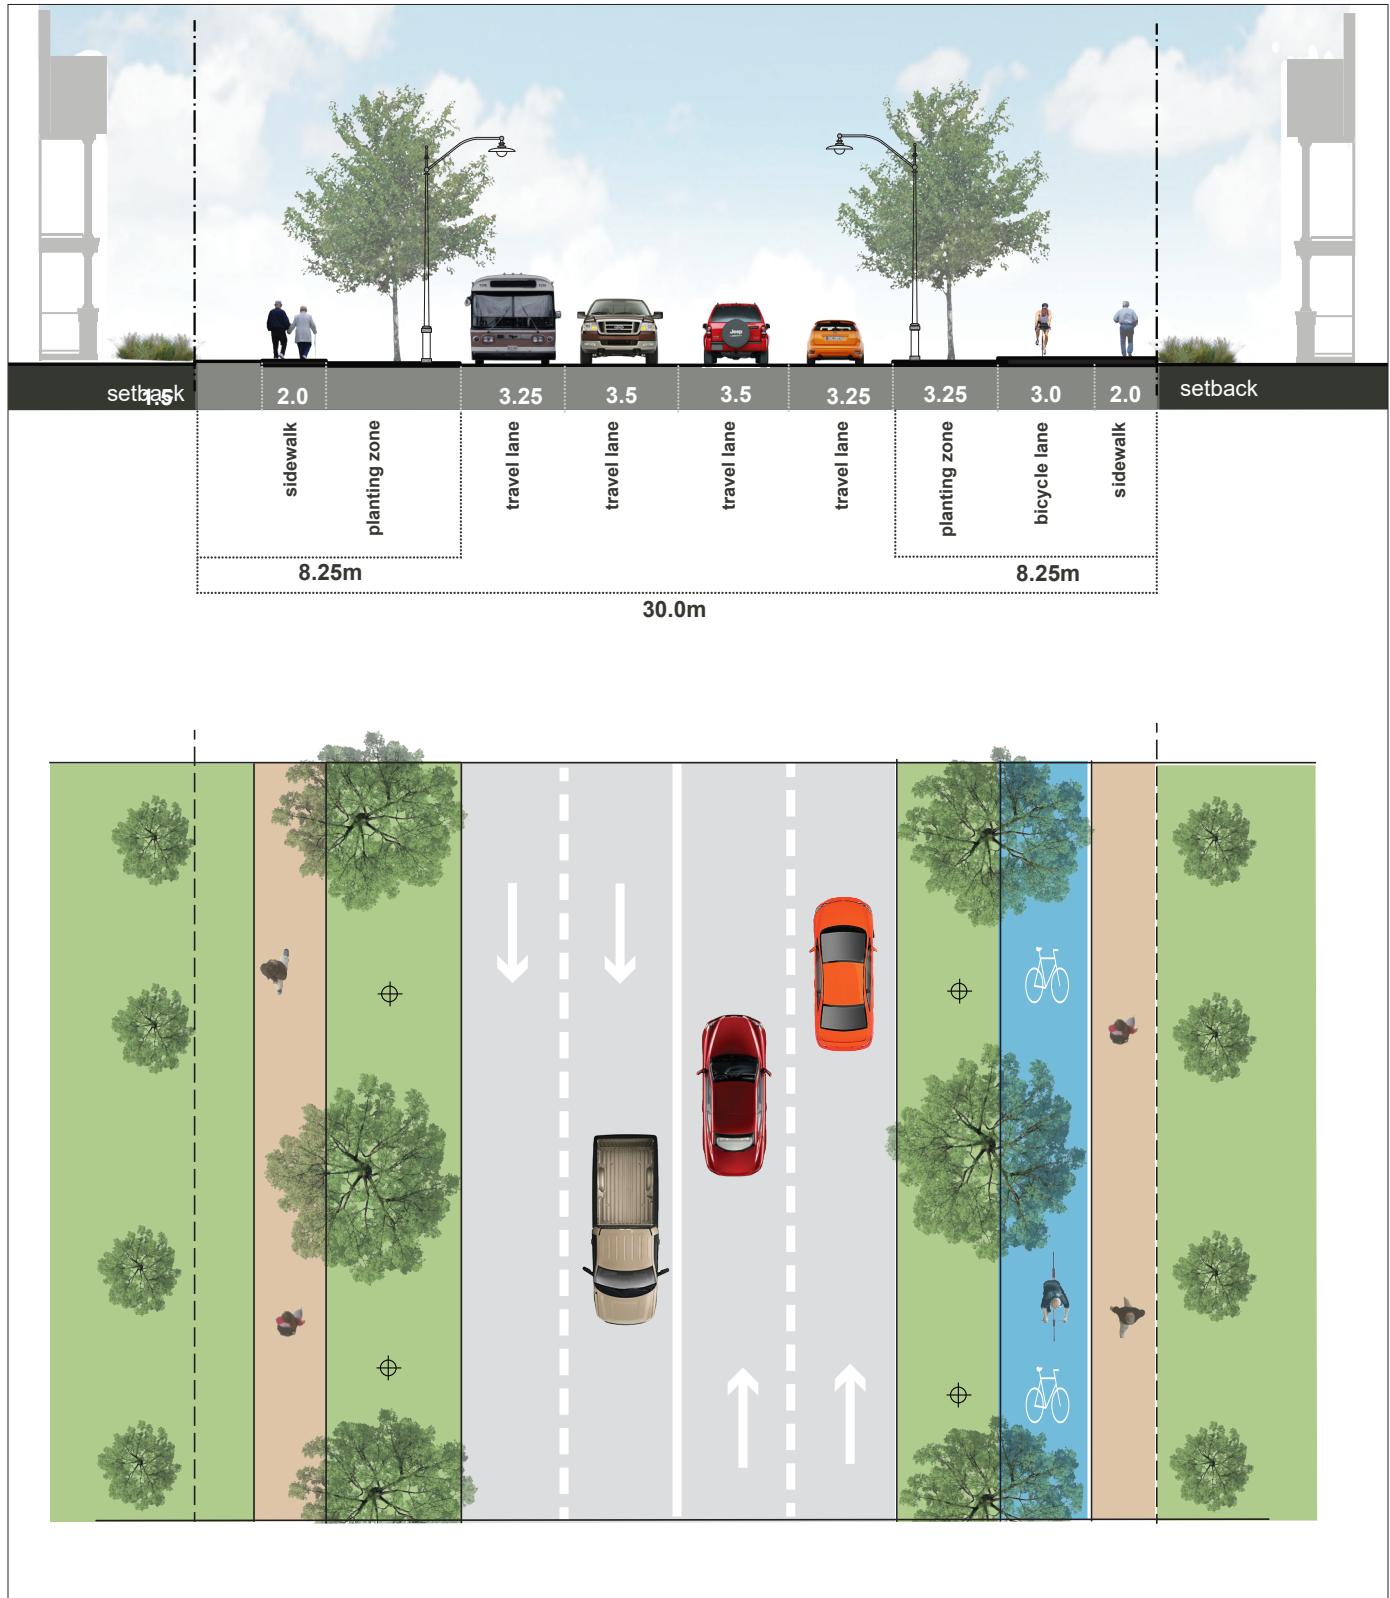 setback 1.5 2.0 3.25 3.5 3.5 3.25 3.25 3.0 2.0 setback
sidewalk
planting zone
travel lane
travel lane
travel lane
travel lane
planting zone
bicycle lane
sidewalk
8.25m 8.25m
30.0m